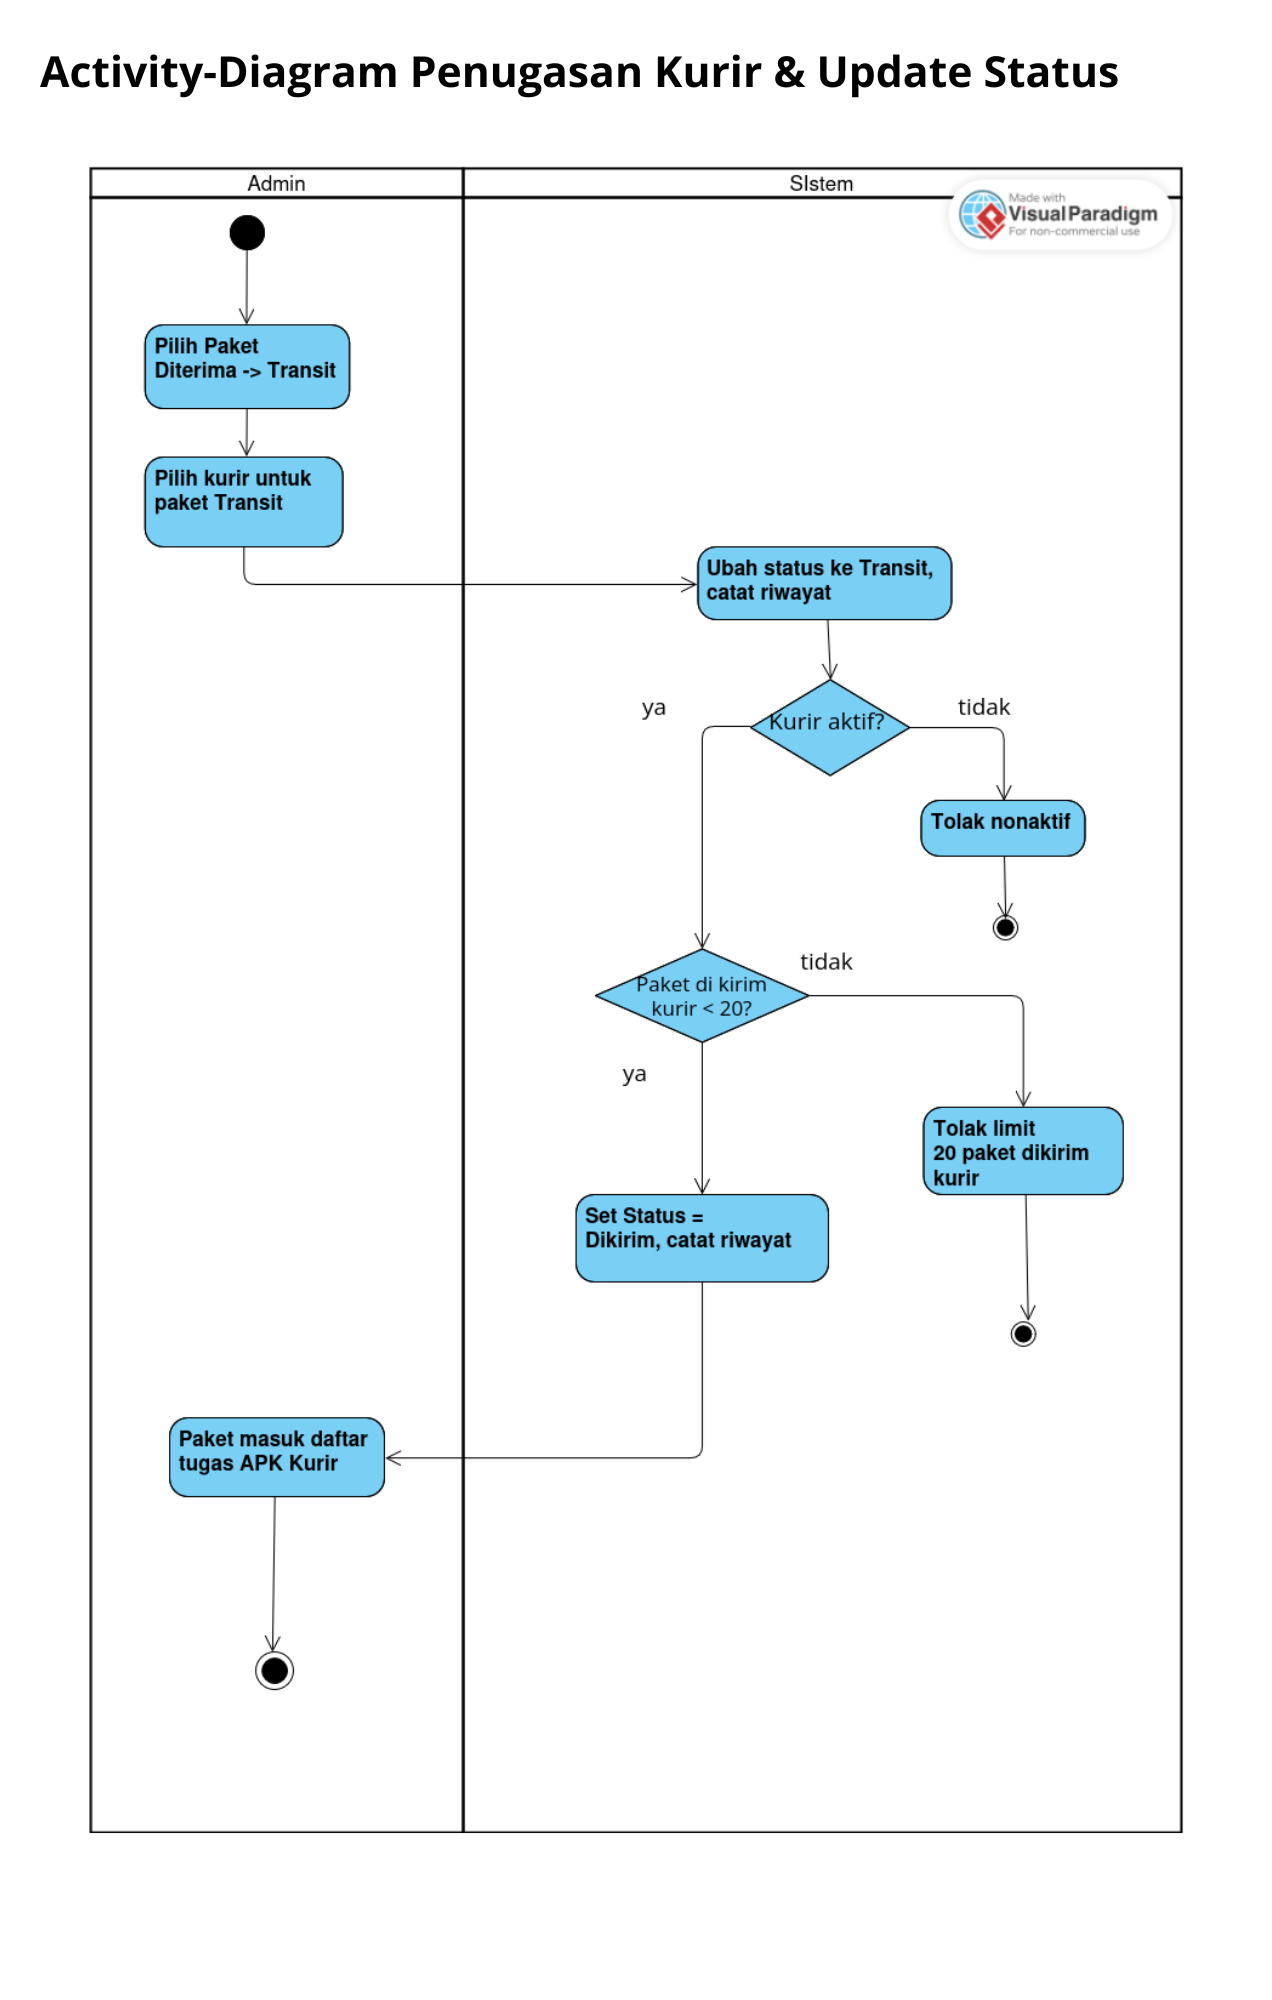 Activity-Diagram Penugasan Kurir & Update Status
Admin
SIstem
Made with
Visual Paradigm
For non-commercial use
Pilih Paket
Diterima -> Transit
Pilih kurir untuk
paket Transit
Ubah status ke Transit,
catat riwayat
ya
Kurir aktif?
tidak
Tolak nonaktif
tidak
Paket di kirim
kurir < 20?
ya
Tolak limit
20 paket dikirim
kurir
Set Status =
Dikirim, catat riwayat
Paket masuk daftar
tugas APK Kurir